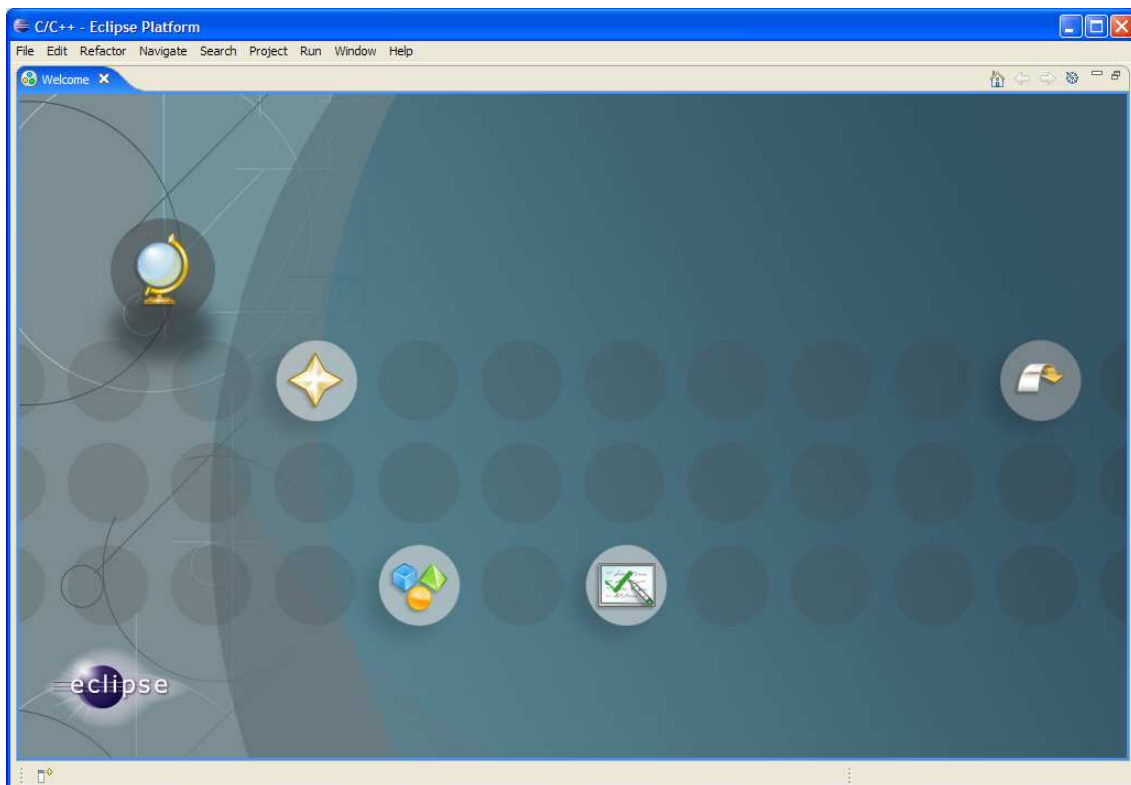 C/C++ - Eclipse Platform
File Edit Refactor Navigate Search Project Run Window Help
Welcome
eclipse